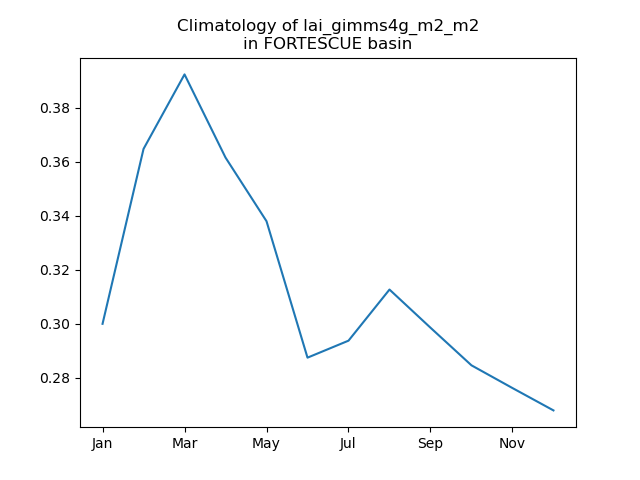 Climatology of lai_gimms4g_m2_m2
in FORTESCUE basin
0.38
0.36
0.34
0.32
0.30
0.28
Jan Mar May Jul Sep Nov